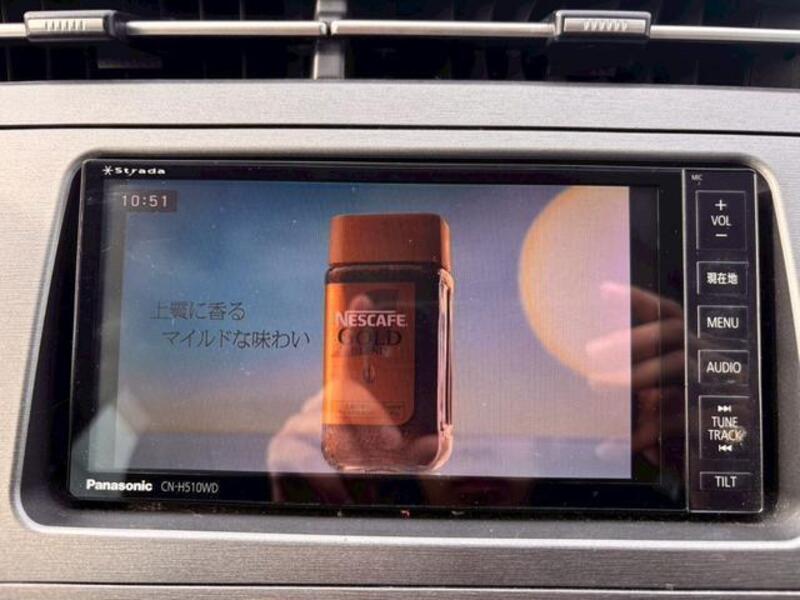 Strada
MIC
10:51
VOL
現在地
上質に香る
マイルドな味わい
NESCAFE
GOLD
BLEND
MENU
AUDIO
TUNE
TRACK
TILT
Panasonic CN-H510WD